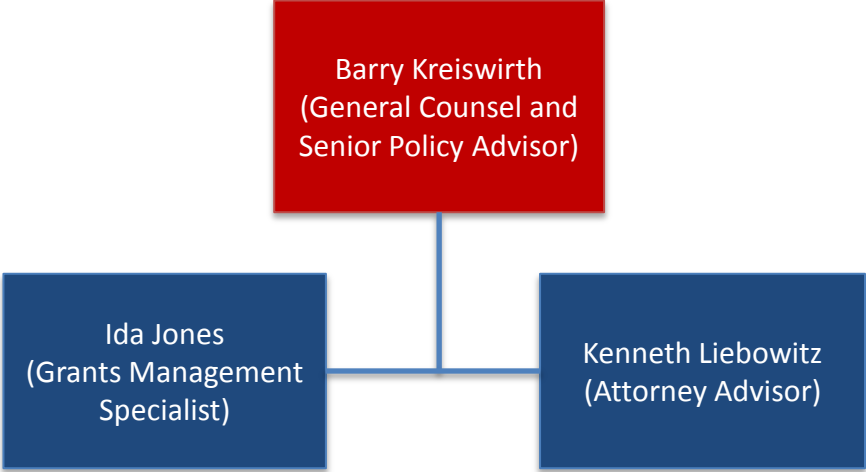 Barry Kreiswirth
(General Counsel and
Senior Policy Advisor)
Ida Jones
(Grants Management
Specialist)
Kenneth Liebowitz
(Attorney Advisor)